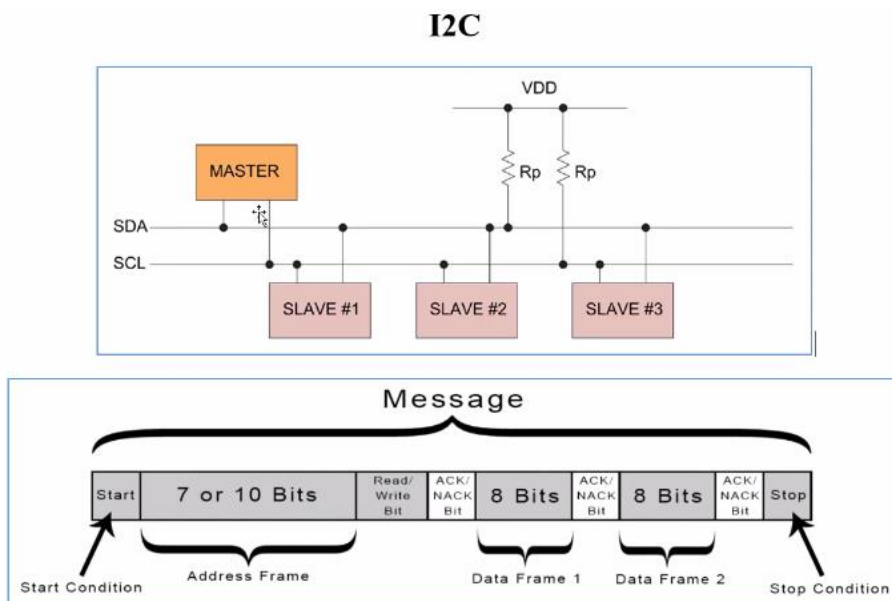 I2C
VDD
MASTER
Rp
Rp
SDA
SCL
SLAVE #1
SLAVE #2
SLAVE #3
Message
Start
7 or 10 Bits
Read/
Write
Bit
ACK/
NACK
Bit
8 Bits
ACK/
NACK
Bit
8 Bits
ACK/
NACK
Bit
Stop
Start Condition
Address Frame
Data Frame 1
Data Frame 2
Stop Condition